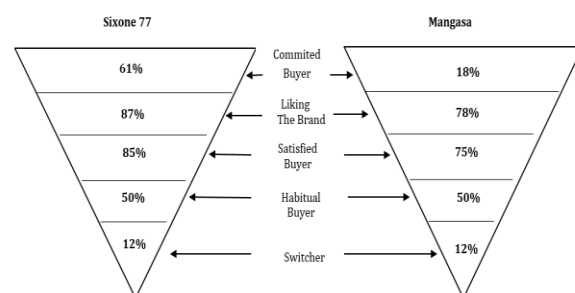 Sixone 77
Mangasa
61%
Commited
Buyer
18%
87%
Liking
The Brand
78%
85%
Satisfied
Buyer
75%
50%
Habitual
Buyer
50%
12%
Switcher
12%